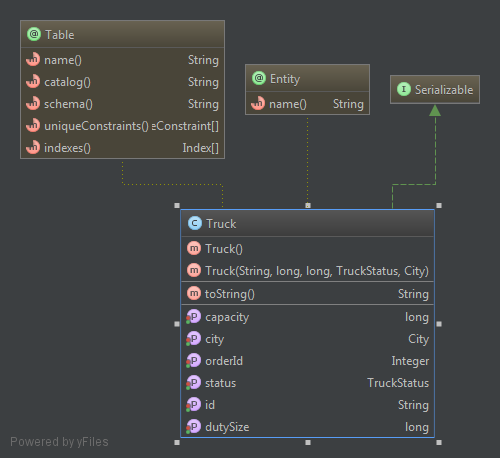 Table
name() String
catalog() String
schema() String
uniqueConstraints() eConstraint[]
indexes() Index[]
Entity
name() String
Serializable
Truck
Truck()
Truck(String, long, long, TruckStatus, City)
toString() String
capacity long
city City
orderId Integer
status TruckStatus
id String
dutySize long
Powered by yFiles